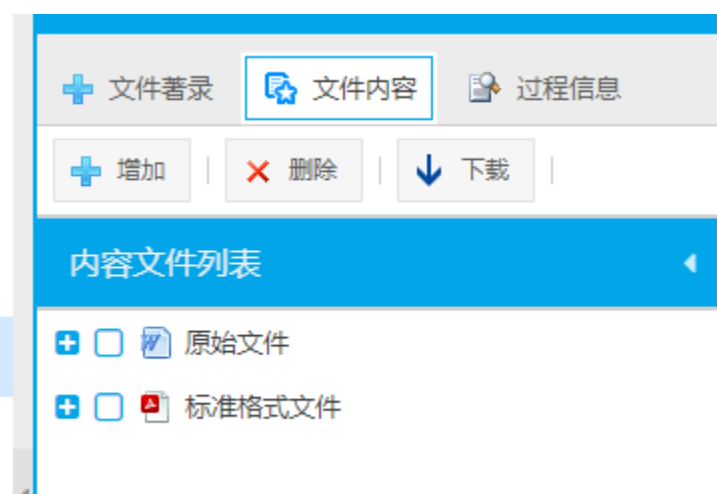 文件著录 文件内容 过程信息
增加 删除 下载
内容文件列表
原始文件
标准格式文件